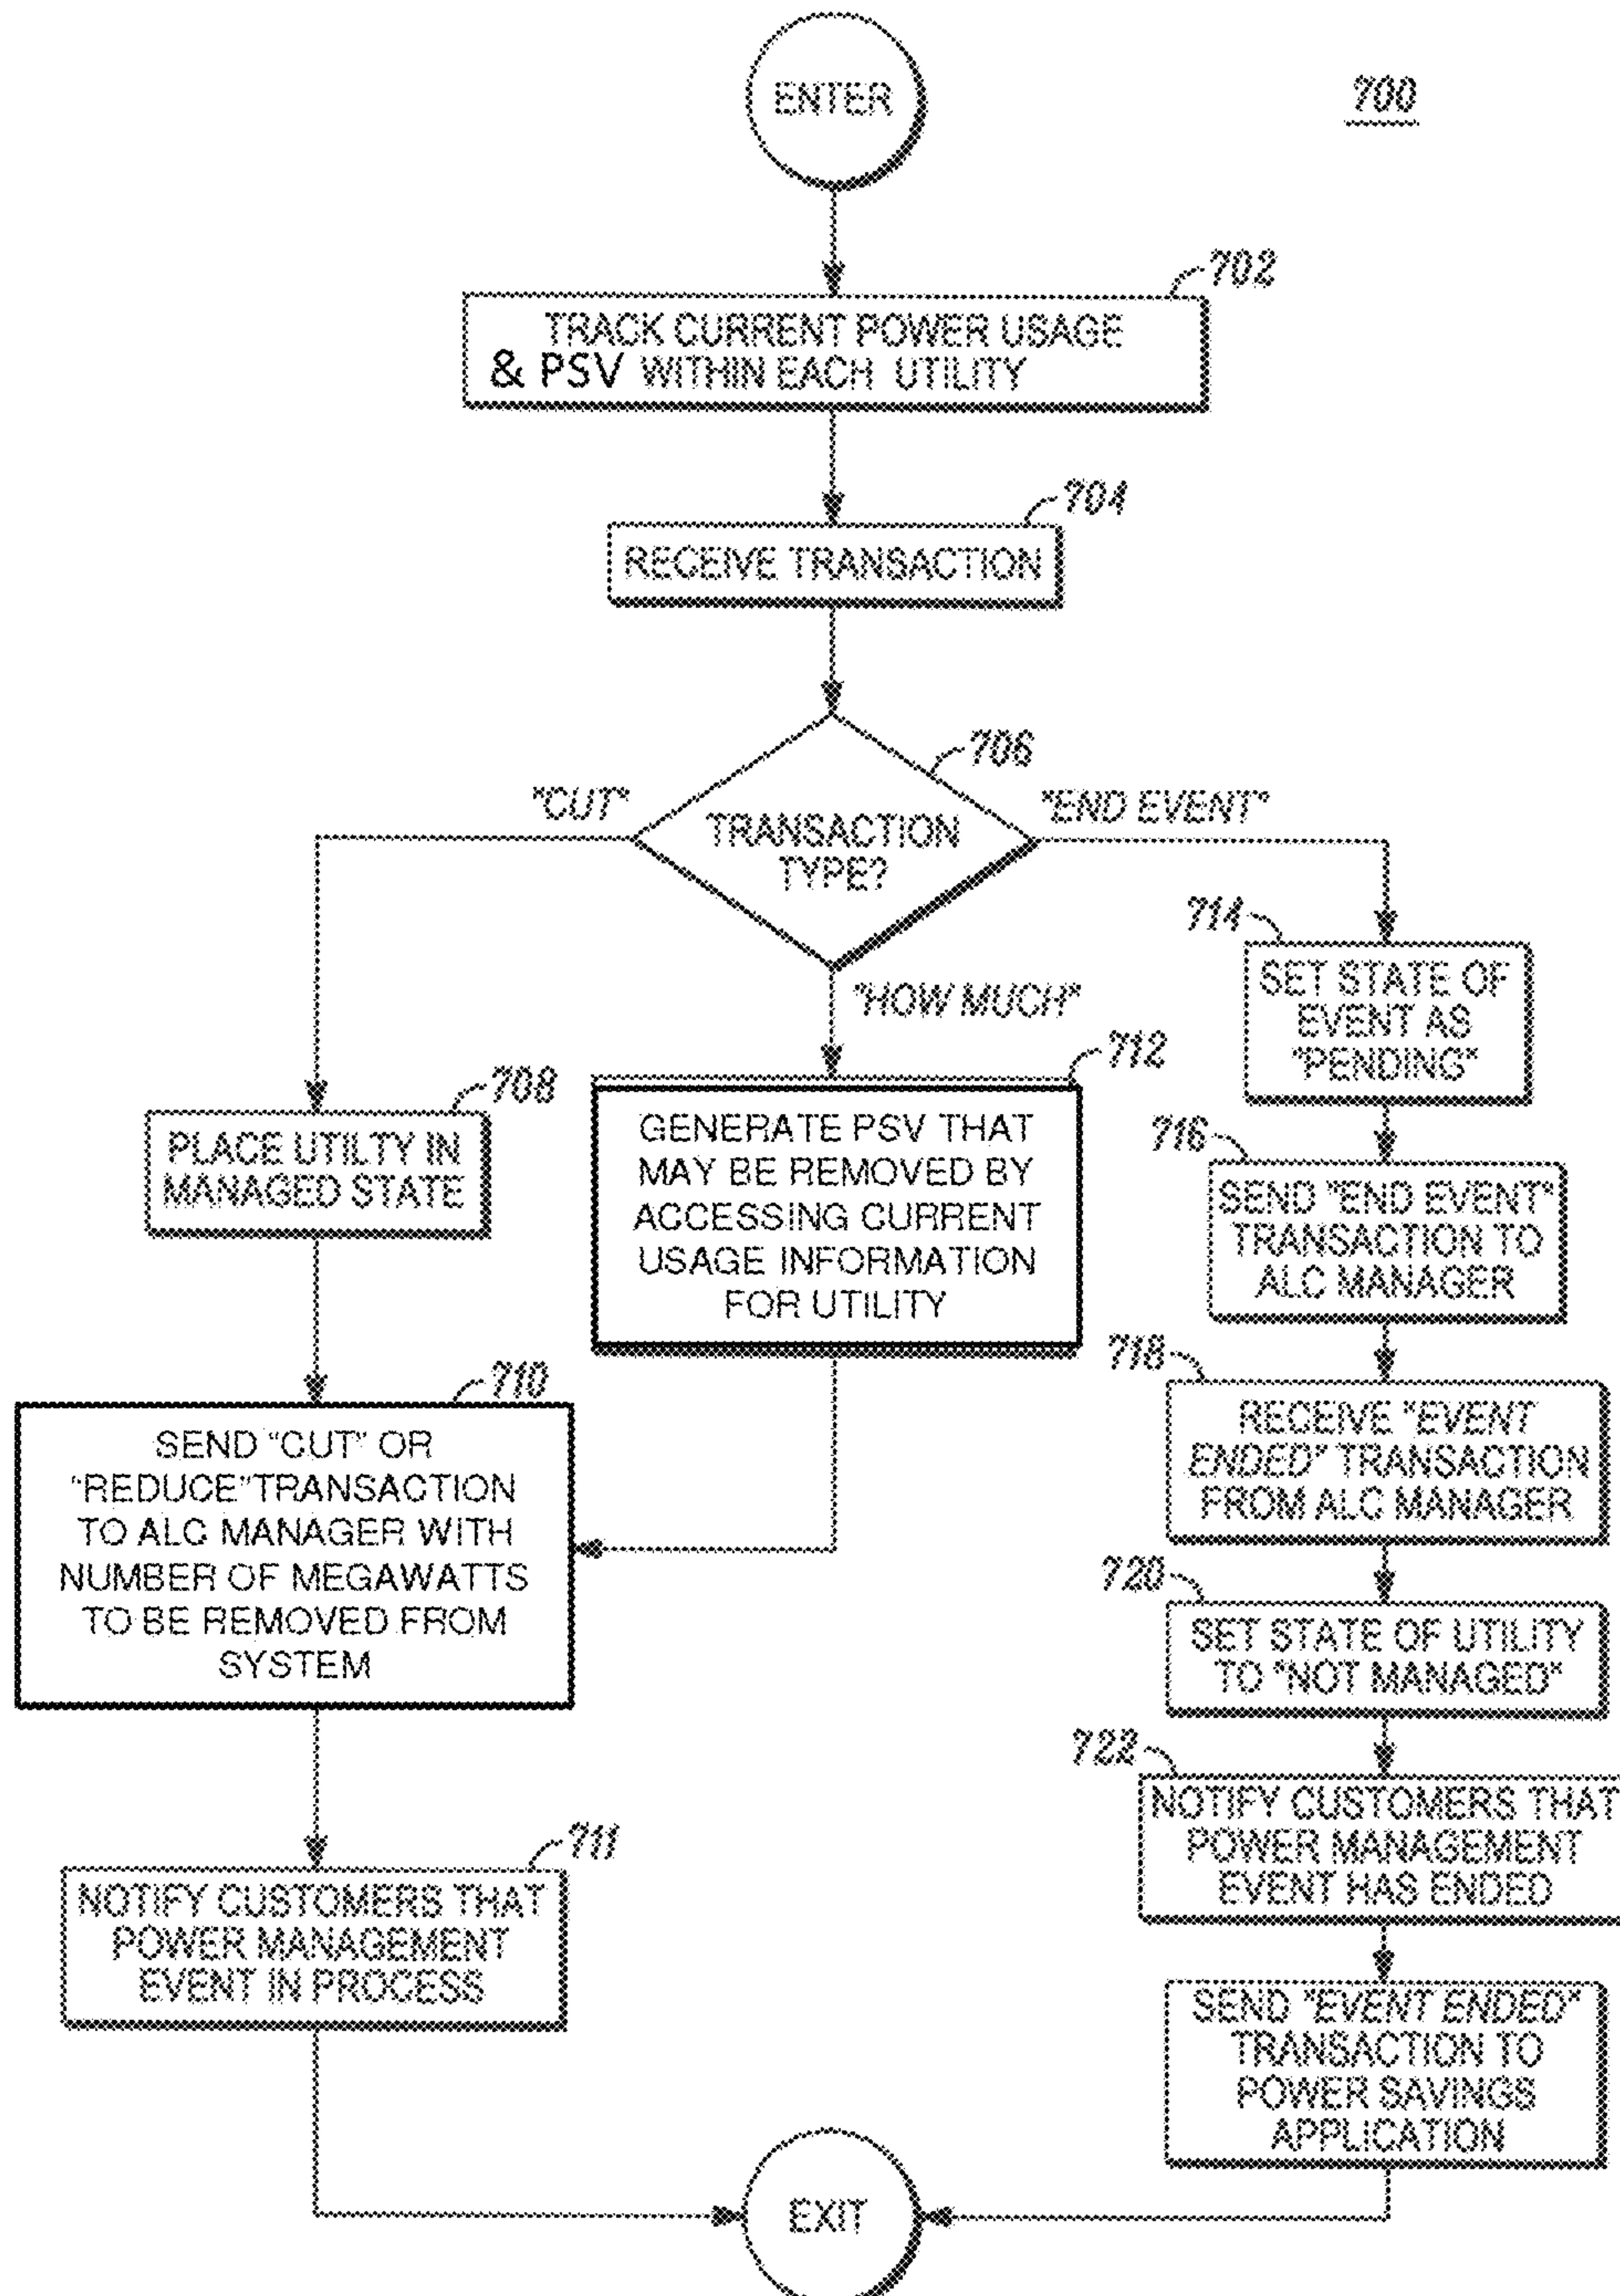 ENTER
700
702
TRACK CURRENT POWER USAGE
& PSV WITHIN EACH UTILITY
704
RECEIVE TRANSACTION
706
"CUT"
TRANSACTION
TYPE?
"END EVENT"
"HOW MUCH"
708
PLACE UTILTY IN
MANAGED STATE
712
GENERATE PSV THAT
MAY BE REMOVED BY
ACCESSING CURRENT
USAGE INFORMATION
FOR UTILITY
710
SEND "CUT" OR
"REDUCE"TRANSACTION
TO ALC MANAGER WITH
NUMBER OF MEGAWATTS
TO BE REMOVED FROM
SYSTEM
711
NOTIFY CUSTOMERS THAT
POWER MANAGEMENT
EVENT IN PROCESS
714
SET STATE OF
EVENT AS
"PENDING"
716
SEND "END EVENT"
TRANSACTION TO
ALC MANAGER
718
RECEIVE "EVENT
ENDED" TRANSACTION
FROM ALC MANAGER
720
SET STATE OF UTILITY
TO "NOT MANAGED"
722
NOTIFY CUSTOMERS THAT
POWER MANAGEMENT
EVENT HAS ENDED
SEND "EVENT ENDED"
TRANSACTION TO
POWER SAVINGS
APPLICATION
EXIT